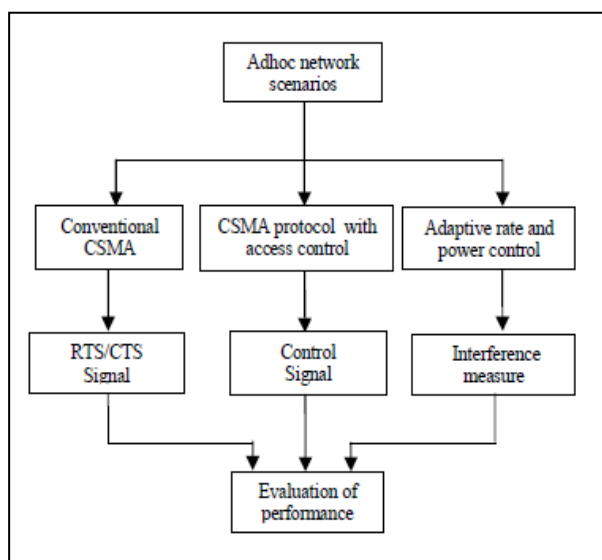 Adhoc network
scenarios
Conventional
CSMA
CSMA protocol with
access control
Adaptive rate and
power control
RTS/CTS
Signal
Control
Signal
Interference
measure
Evaluation of
performance